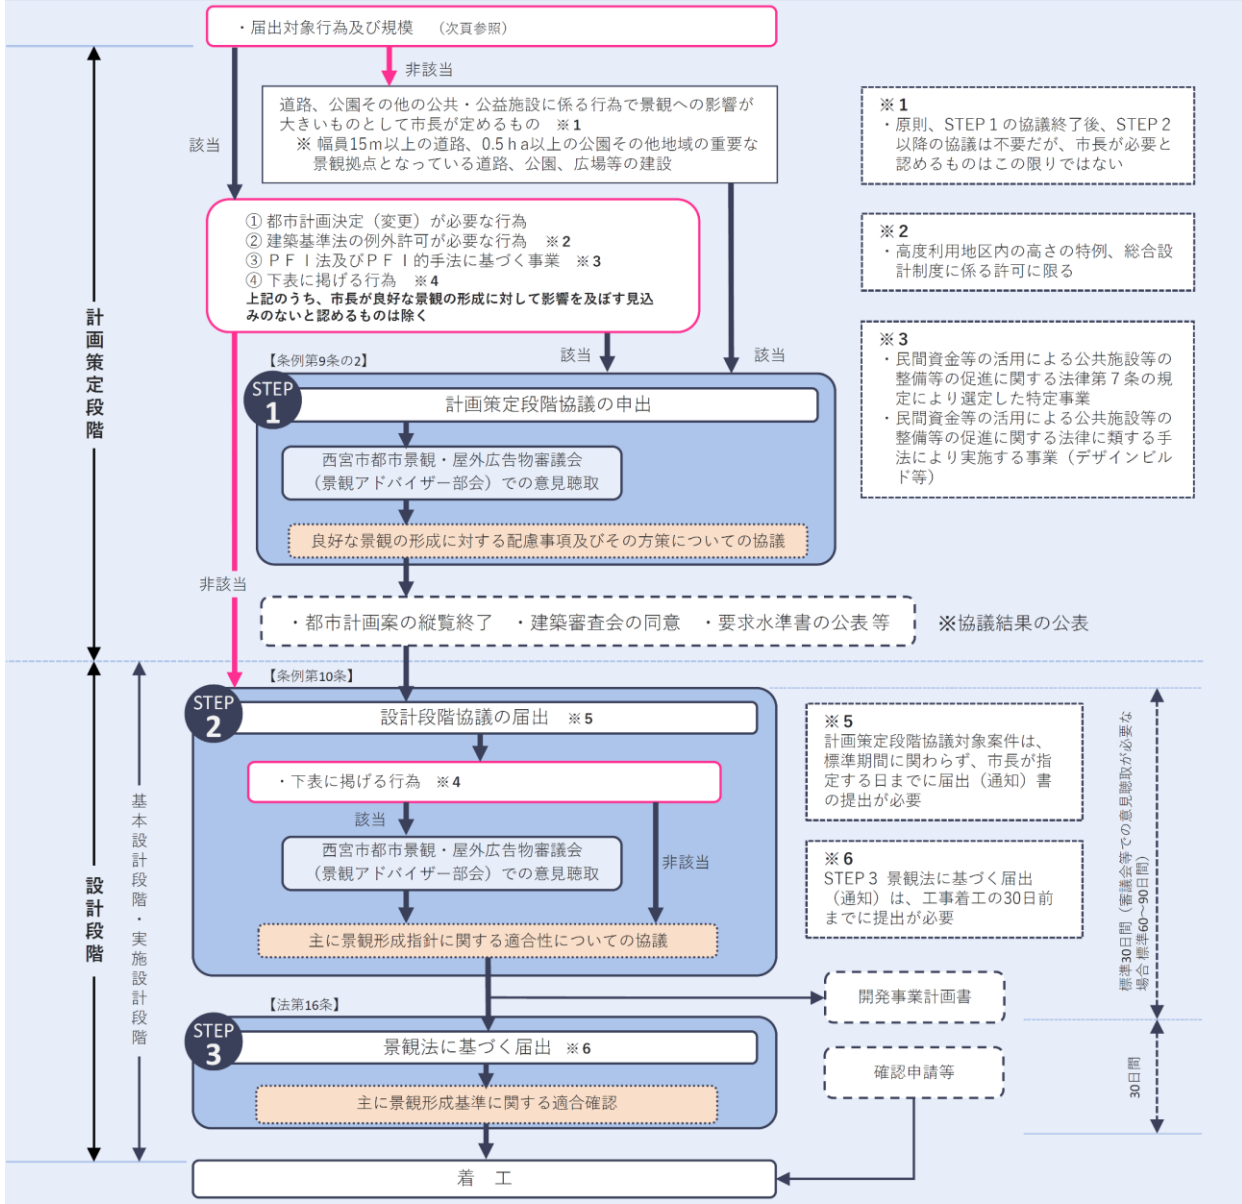 ・届出対象行為及び規模 （次頁参照）
非該当
該当
道路、公園その他の公共・公益施設に係る行為で景観への影響が
大きいものとして市長が定めるもの ※1
※ 幅員15ｍ以上の道路、0.5ｈa以上の公園その他地域の重要な
景観拠点となっている道路、公園、広場等の建設
※1
・原則、STEP１の協議終了後、STEP２
以降の協議は不要だが、市長が必要と
認めるものはこの限りではない
① 都市計画決定（変更）が必要な行為
② 建築基準法の例外許可が必要な行為 ※2
③ ＰＦＩ法及びＰＦＩ的手法に基づく事業 ※3
④ 下表に掲げる行為 ※4
上記のうち、市長が良好な景観の形成に対して影響を及ぼす見込
みのないと認めるものは除く
※2
・高度利用地区内の高さの特例、総合設
計制度に係る許可に限る
※3
・民間資金等の活用による公共施設等の
整備等の促進に関する法律第７条の規
定により選定した特定事業
・民間資金等の活用による公共施設等の
整備等の促進に関する法律に類する手
法により実施する事業（デザインビル
ド等）
計画策定段階
【条例第9条の2】
該当
該当
STEP
1
計画策定段階協議の申出
西宮市都市景観・屋外広告物審議会
（景観アドバイザー部会）での意見聴取
良好な景観の形成に対する配慮事項及びその方策についての協議
非該当
・都市計画案の縦覧終了 ・建築審査会の同意 ・要求水準書の公表 等
※協議結果の公表
【条例第10条】
STEP
2
設計段階協議の届出 ※5
・下表に掲げる行為 ※4
該当
非該当
西宮市都市景観・屋外広告物審議会
（景観アドバイザー部会）での意見聴取
主に景観形成指針に関する適合性についての協議
※5
計画策定段階協議対象案件は、
標準期間に関わらず、市長が指
定する日までに届出（通知）書
の提出が必要
※6
STEP３ 景観法に基づく届出
（通知）は、工事着工の30日前
までに提出が必要
標準30日間（審議会等での意見聴取が必要な
場合 標準60～90日間）
設計段階
基本設計段階・実施設計段階
開発事業計画書
【法第16条】
STEP
3
景観法に基づく届出 ※6
主に景観形成基準に関する適合確認
確認申請等
30日間
着 工